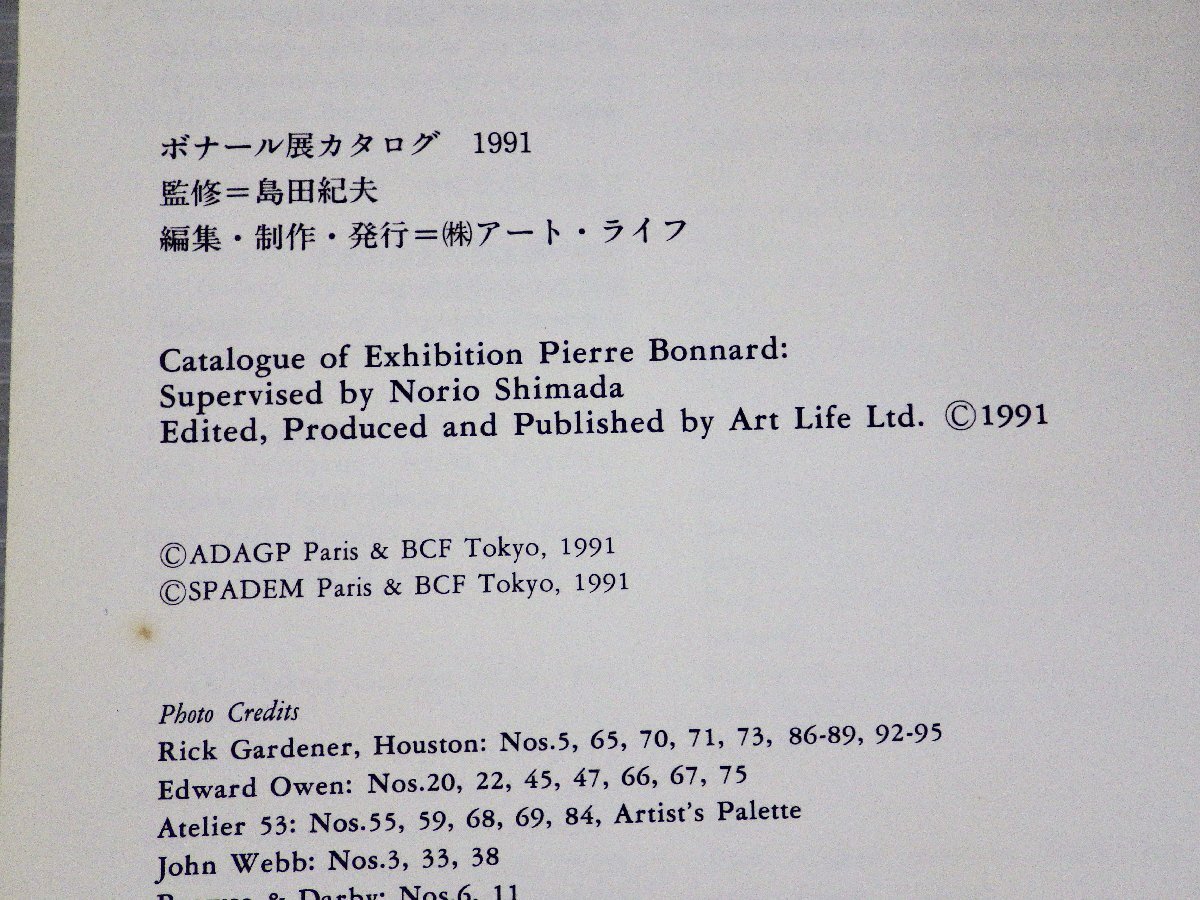 ボナール展カタログ 1991
監修＝島田紀夫
編集・制作・発行＝㈱アート・ライフ
Catalogue of Exhibition Pierre Bonnard:
Supervised by Norio Shimada
Edited, Produced and Published by Art Life Ltd. ©1991
©ADAGP Paris & BCF Tokyo, 1991
©SPADEM Paris & BCF Tokyo, 1991
Photo Credits
Rick Gardener, Houston: Nos.5, 65, 70, 71, 73, 86-89, 92-95
Edward Owen: Nos.20, 22, 45, 47, 66, 67, 75
Atelier 53: Nos.55, 59, 68, 69, 84, Artist's Palette
John Webb: Nos.3, 33, 38
& Darby: Nos.6, 11